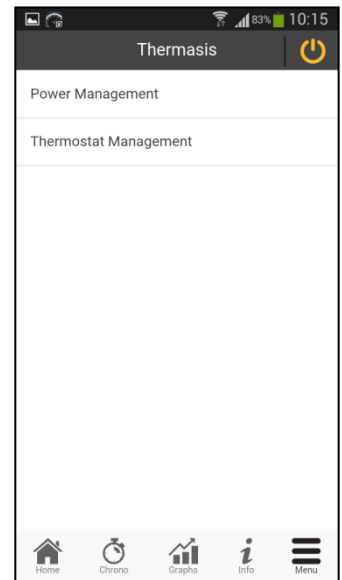 83% 10:15
Thermasis
Power Management
Thermostat Management
Home Chrono Graphs Info Menu